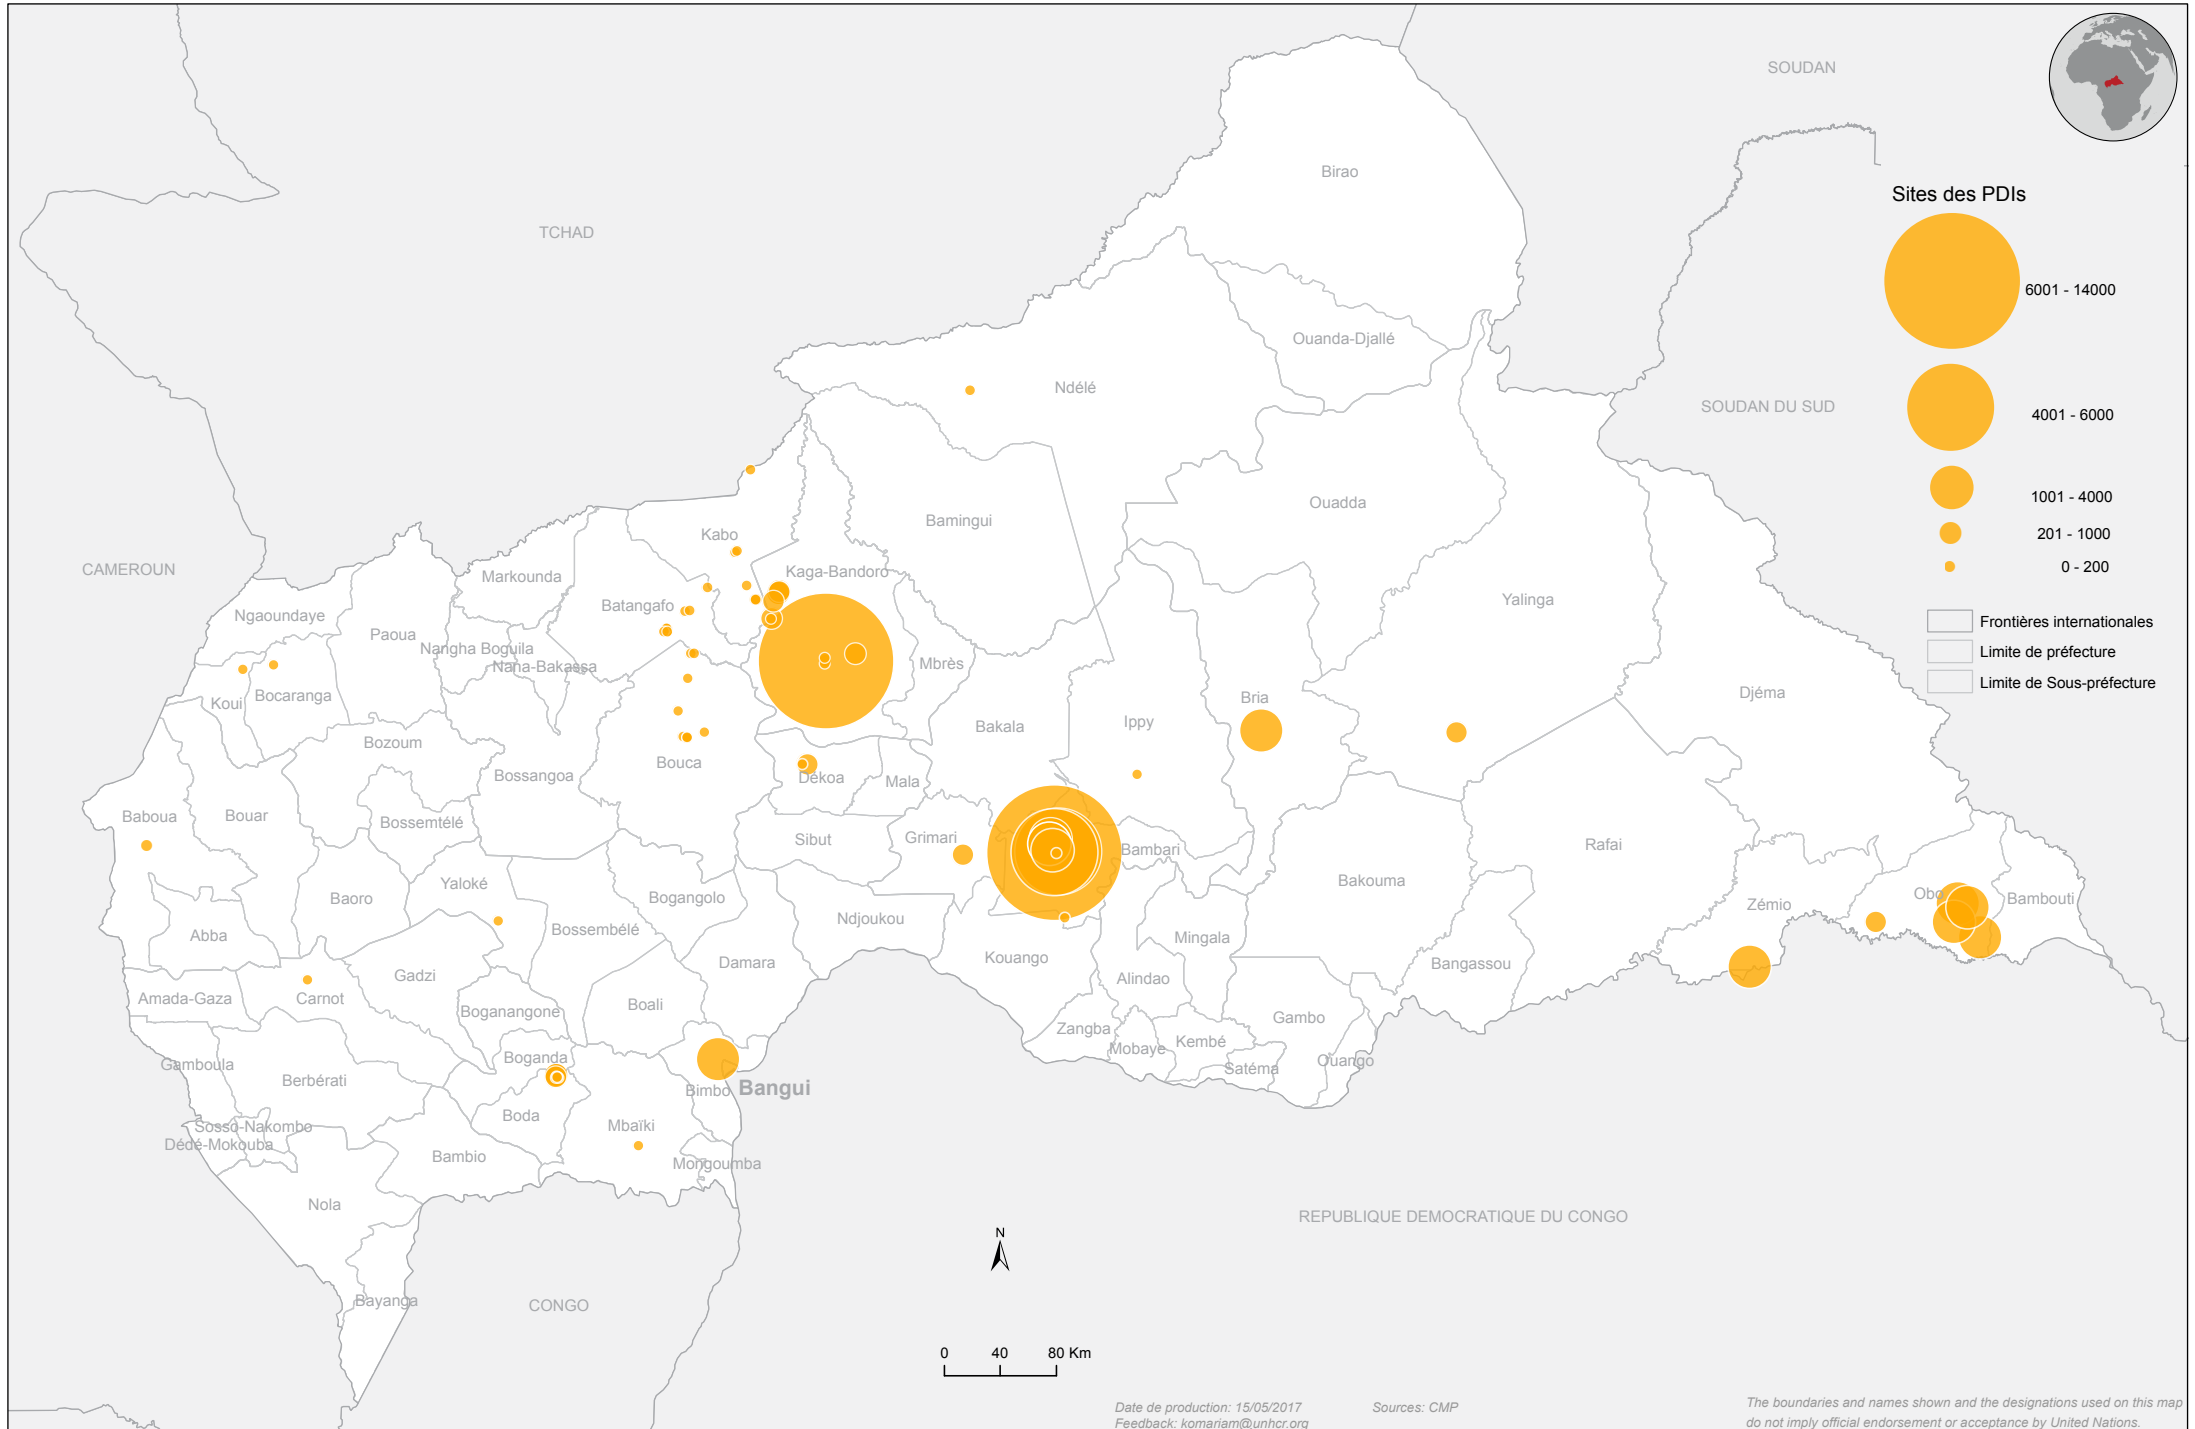 SOUDAN
Birao
Sites des PDIs
TCHAD
6001 - 14000
Ouanda-Djallé
Ndélé
SOUDAN DU SUD
4001 - 6000
1001 - 4000
Ouadda
Bamingui
Kabo
201 - 1000
CAMEROUN
Markounda
Kaga-Bandoro
0 - 200
Batangafo
Yalinga
Ngaoundaye
Paoua
Frontières internationales
Nangha Boguila
Limite de préfecture
Nana-Bakassa
Mbrès
Limite de Sous-préfecture
Bocaranga
Koui
Djéma
Bria
Bakala
Ippy
Bozoum
Bouca
Bossangoa
Dékoa
Mala
Baboua
Bouar
Bossemtélé
Sibut
Grimari
Bambari
Rafai
Yaloké
Bakouma
Baoro
Bogangolo
Obo
Bambouti
Zémio
Ndjoukou
Bossembélé
Abba
Mingala
Kouango
Damara
Bangassou
Gadzi
Alindao
Amada-Gaza
Carnot
Boali
Boganangone
Gambo
Zangba
Kembé
Mobaye
Boganda
Gamboula
Ouango
Satéma
Berbérati
Bimbo
Bangui
Boda
Mbaïki
Sosso-Nakombo
Dédé-Mokouba
Bambio
Mongoumba
Nola
REPUBLIQUE DEMOCRATIQUE DU CONGO
N
Bayanga
CONGO
0 40 80 Km
Date de production: 15/05/2017 Sources: CMP
Feedback: komariam@unhcr.org
The boundaries and names shown and the designations used on this map
do not imply official endorsement or acceptance by United Nations.